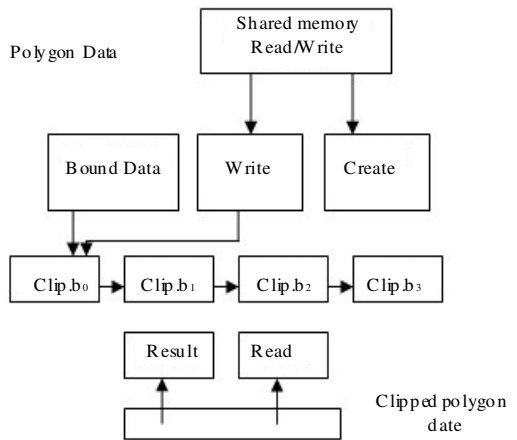 Shared memory
Read/Write
Polygon Data
Bound Data
Write
Create
Clip.b₀
Clip.b₁
Clip.b₂
Clip.b₃
Result
Read
Clipped polygon
date